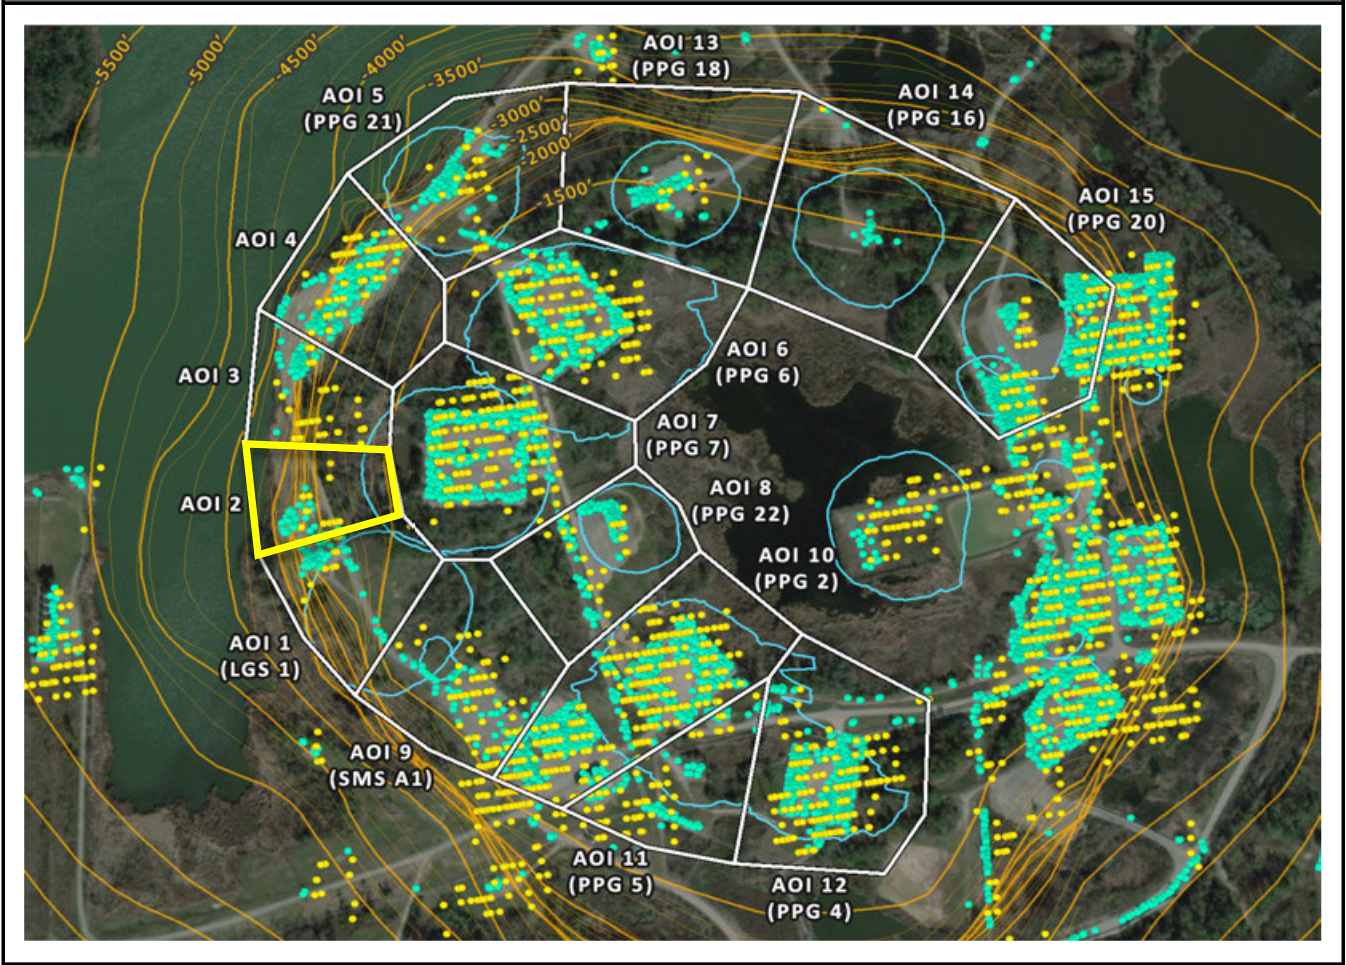 -5500'
-5000'
-4500'
-4000'
-3500'
-3000'
-2500'
-2000'
-1500'
AOI 13
(PPG 18)
AOI 14
(PPG 16)
AOI 5
(PPG 21)
AOI 15
(PPG 20)
AOI 4
AOI 6
(PPG 6)
AOI 3
AOI 7
(PPG 7)
AOI 2
AOI 8
(PPG 22)
AOI 10
(PPG 2)
AOI 1
(LGS 1)
AOI 9
(SMS A1)
AOI 11
(PPG 5)
AOI 12
(PPG 4)